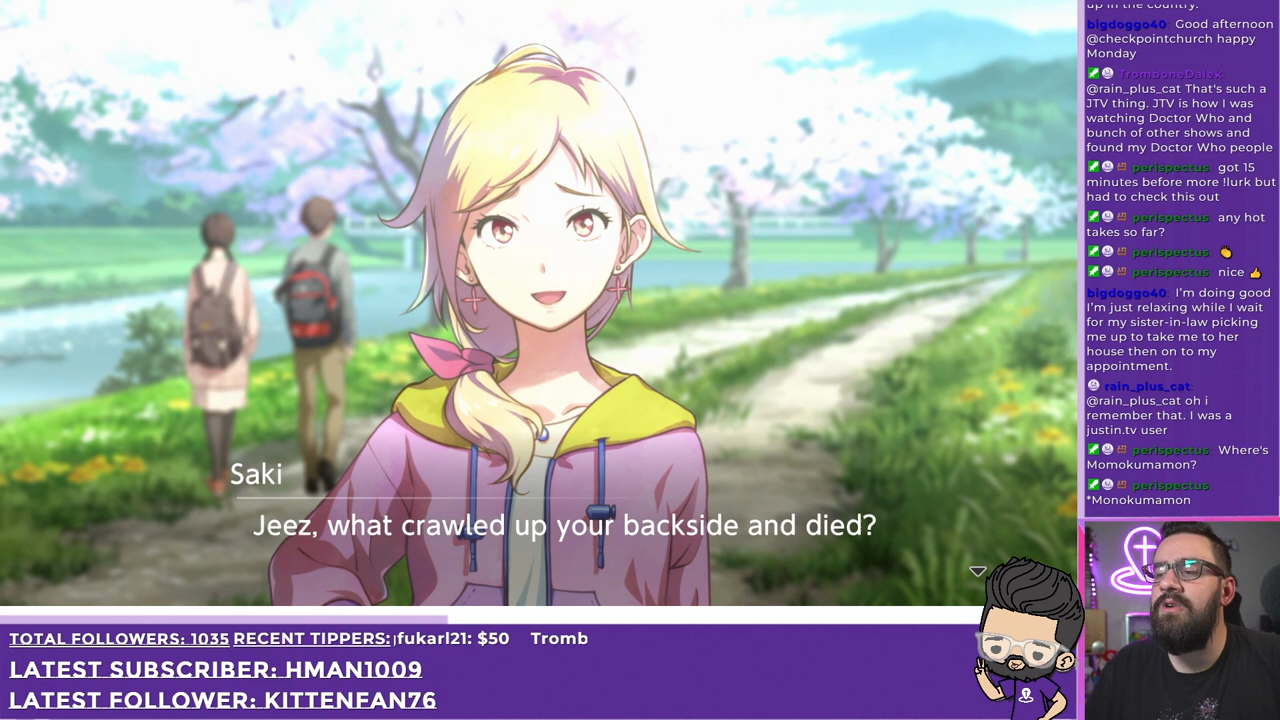 Saki
Jeez, what crawled up your backside and died?
up in the country.
bigdoggo40: Good afternoon
@checkpointchurch happy
Monday
TromboneDalek:
@rain_plus_cat That's such a
JTV thing. JTV is how I was
watching Doctor Who and
bunch of other shows and
found my Doctor Who people
perispectus: got 15
minutes before more !lurk but
had to check this out
perispectus: any hot
takes so far?
perispectus: 👏
perispectus: nice 👍
bigdoggo40: I'm doing good
I'm just relaxing while I wait
for my sister-in-law picking
me up to take me to her
house then on to my
appointment.
rain_plus_cat:
@rain_plus_cat oh i
remember that. I was a
justin.tv user
perispectus: Where's
Momokumamon?
perispectus:
*Monokumamon
TOTAL FOLLOWERS: 1035 RECENT TIPPERS: fukarl21: $50 Tromb
LATEST SUBSCRIBER: HMAN1009
LATEST FOLLOWER: KITTENFAN76